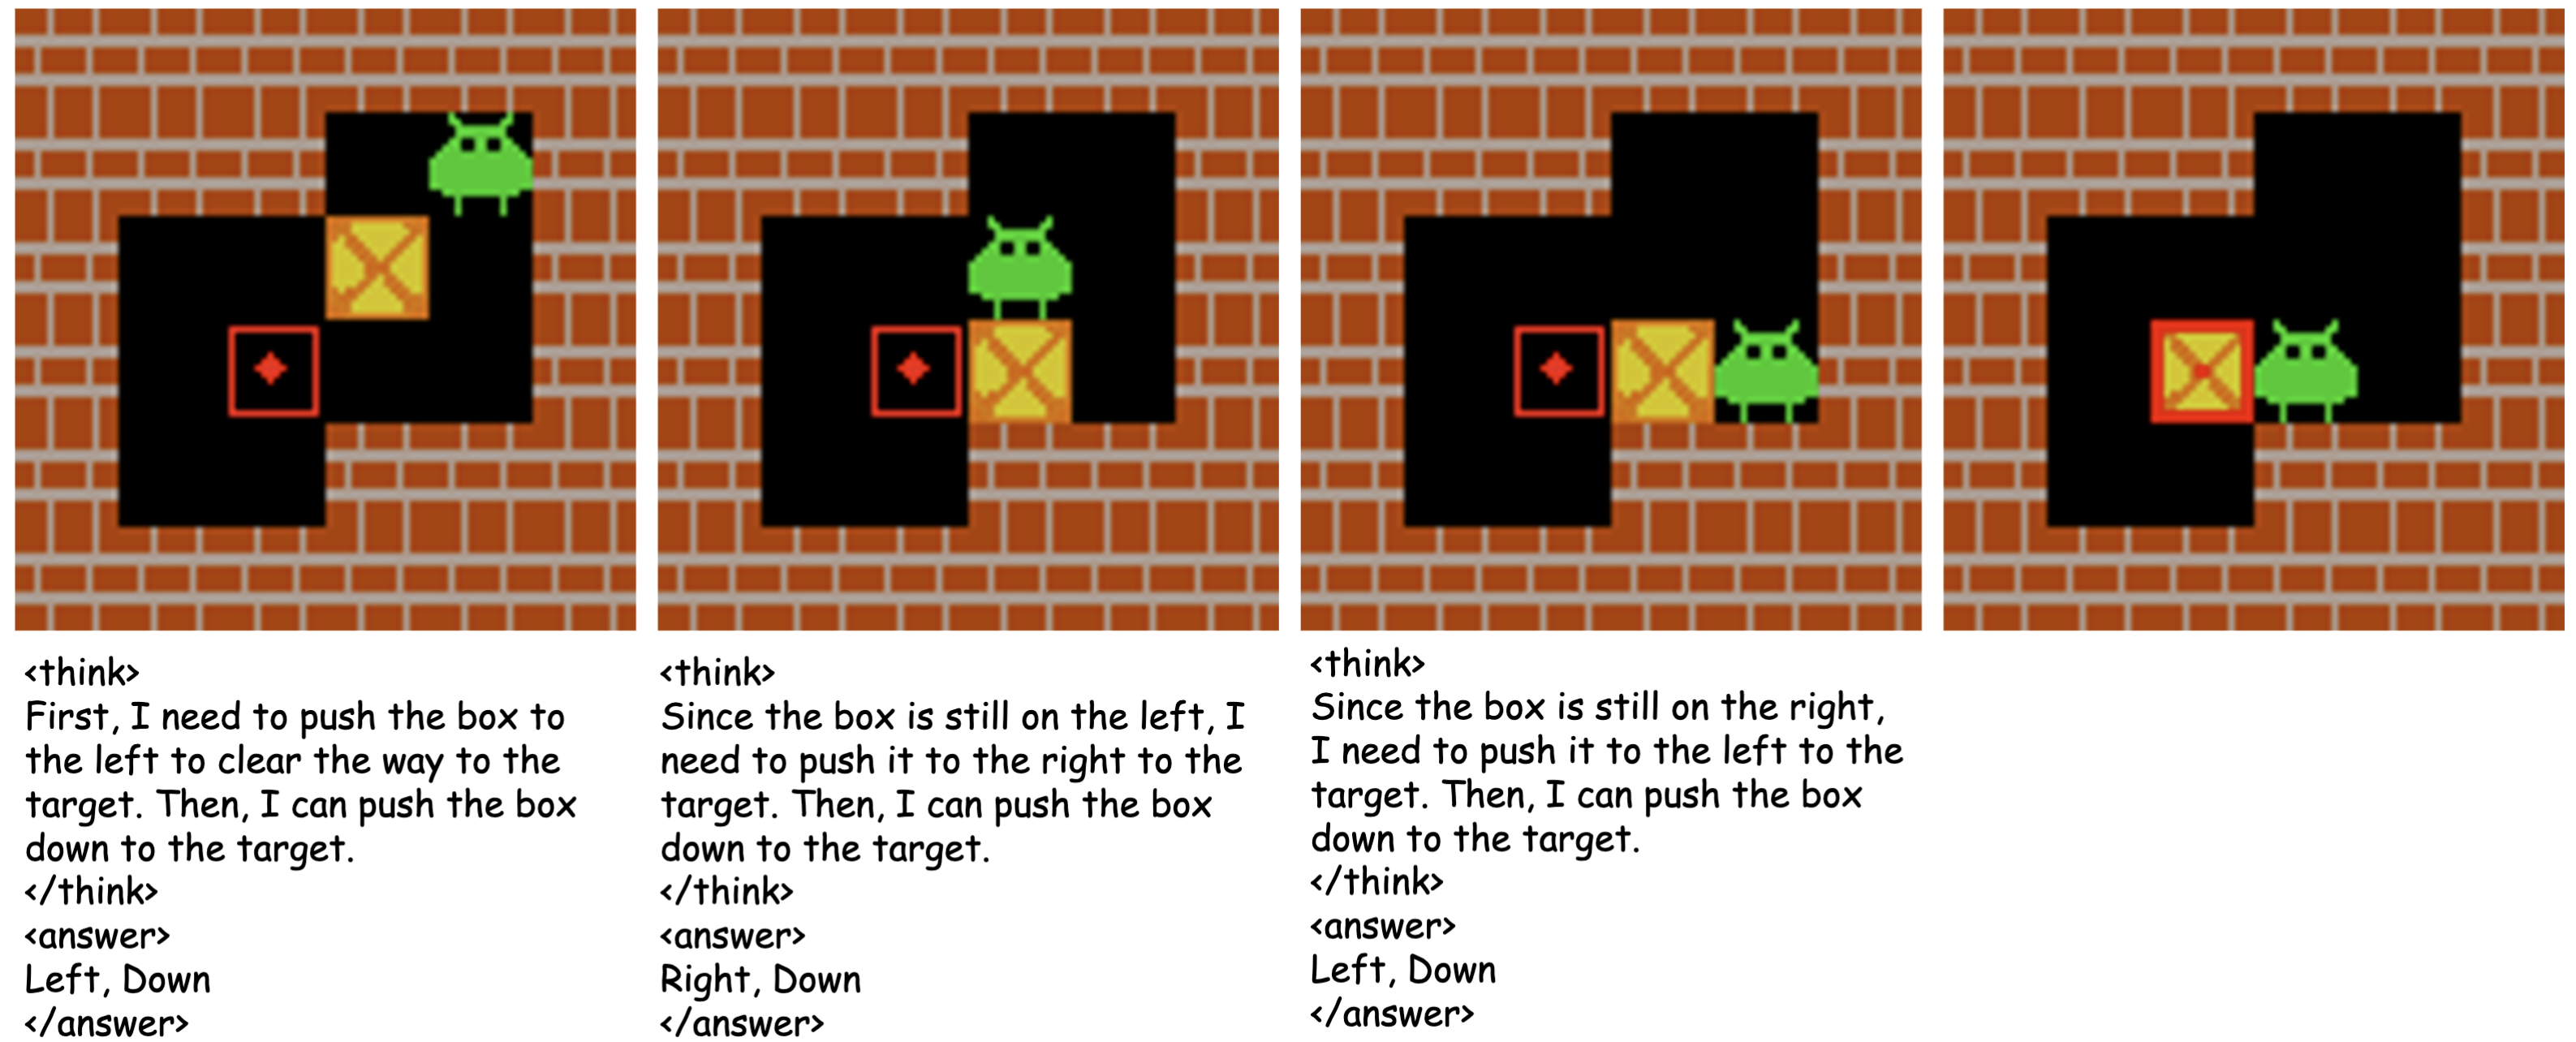 <think>
First, I need to push the box to
the left to clear the way to the
target. Then, I can push the box
down to the target.
</think>
<answer>
Left, Down
</answer>
<think>
Since the box is still on the left, I
need to push it to the right to the
target. Then, I can push the box
down to the target.
</think>
<answer>
Right, Down
</answer>
<think>
Since the box is still on the right,
I need to push it to the left to the
target. Then, I can push the box
down to the target.
</think>
<answer>
Left, Down
</answer>